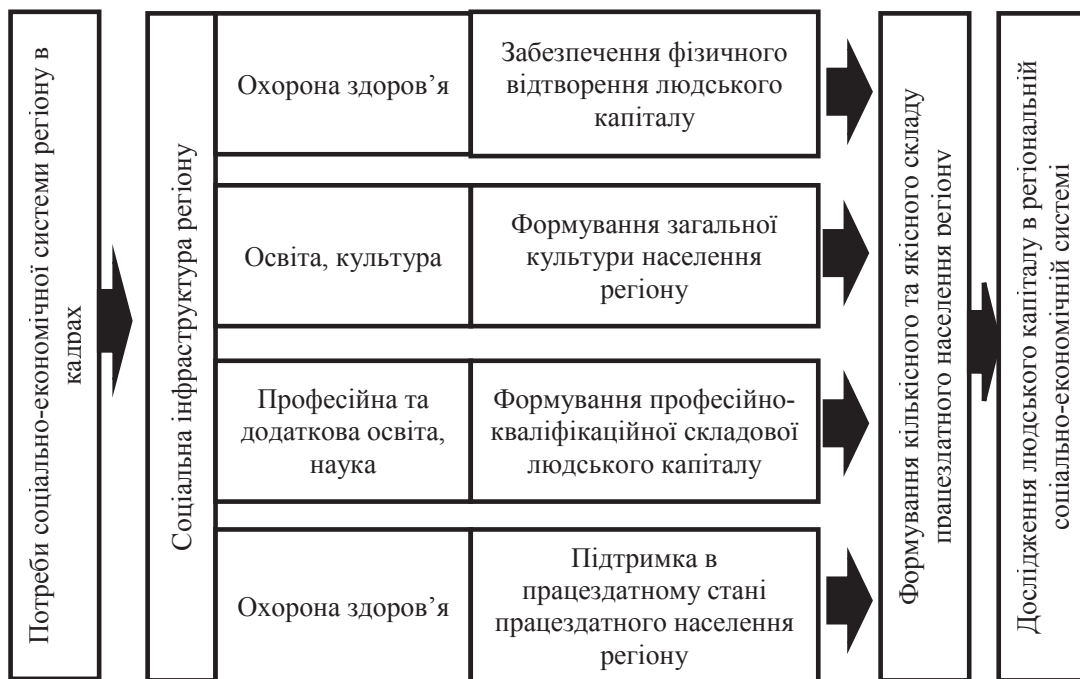 Потреби соціально-економічної системи регіону в
кадрах
Соціальна інфраструктура регіону
Охорона здоров’я
Забезпечення фізичного
відтворення людського
капіталу
Освіта, культура
Формування загальної
культури населення
регіону
Професійна та
додаткова освіта,
наука
Формування професійно-
кваліфікаційної складової
людського капіталу
Охорона здоров’я
Підтримка в
працездатному стані
працездатного населення
регіону
Формування кількісного та якісного складу
працездатного населення регіону
Дослідження людського капіталу в регіональній
соціально-економічній системі